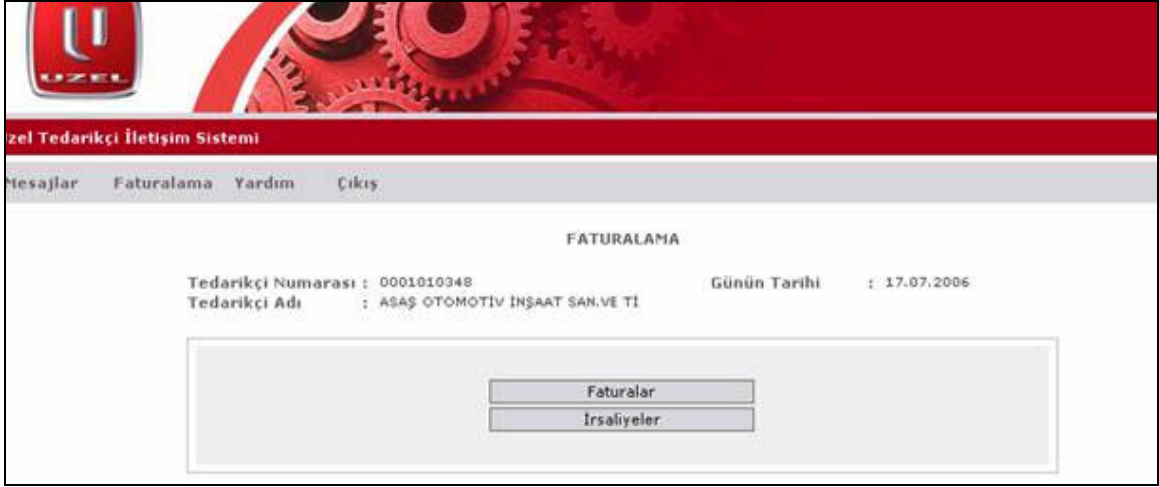 UZEL
zel Tedarikçi İletişim Sistemi
Mesajlar Faturalama Yardım Çıkış
FATURALAMA
Tedarikçi Numarası : 0001010348 Günün Tarihi : 17.07.2006
Tedarikçi Adı : ASAŞ OTOMOTİV İNŞAAT SAN.VE Tİ
Faturalar
İrsaliyeler